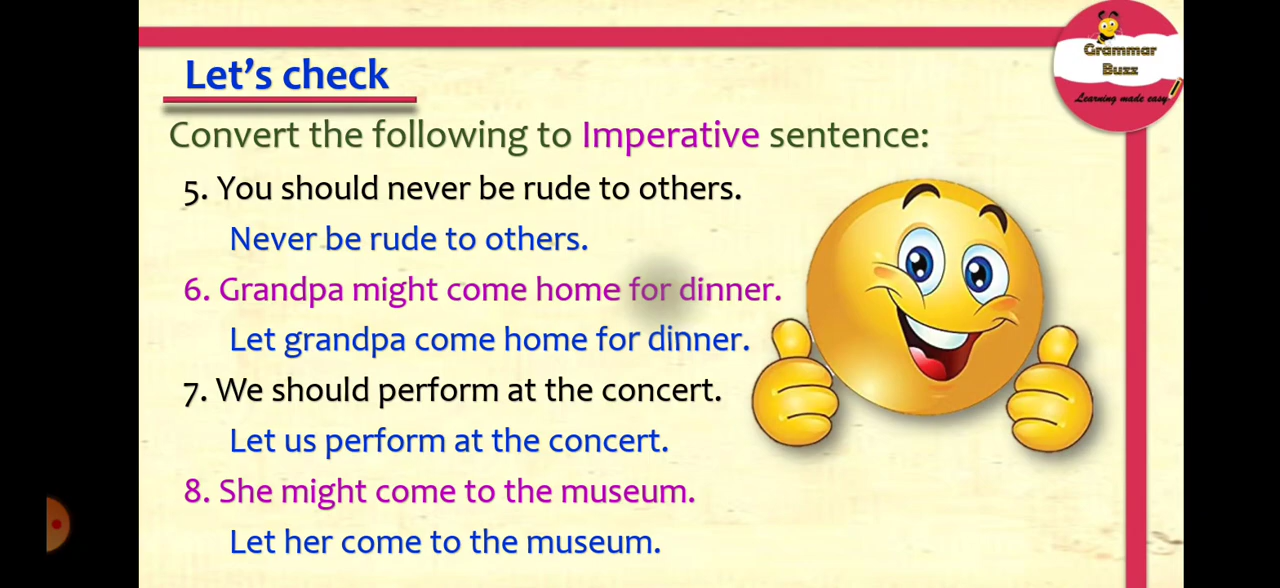 Let's check
Grammar
Buzz
Learning made easy
Convert the following to Imperative sentence:
5. You should never be rude to others.
Never be rude to others.
6. Grandpa might come home for dinner.
Let grandpa come home for dinner.
7. We should perform at the concert.
Let us perform at the concert.
8. She might come to the museum.
Let her come to the museum.